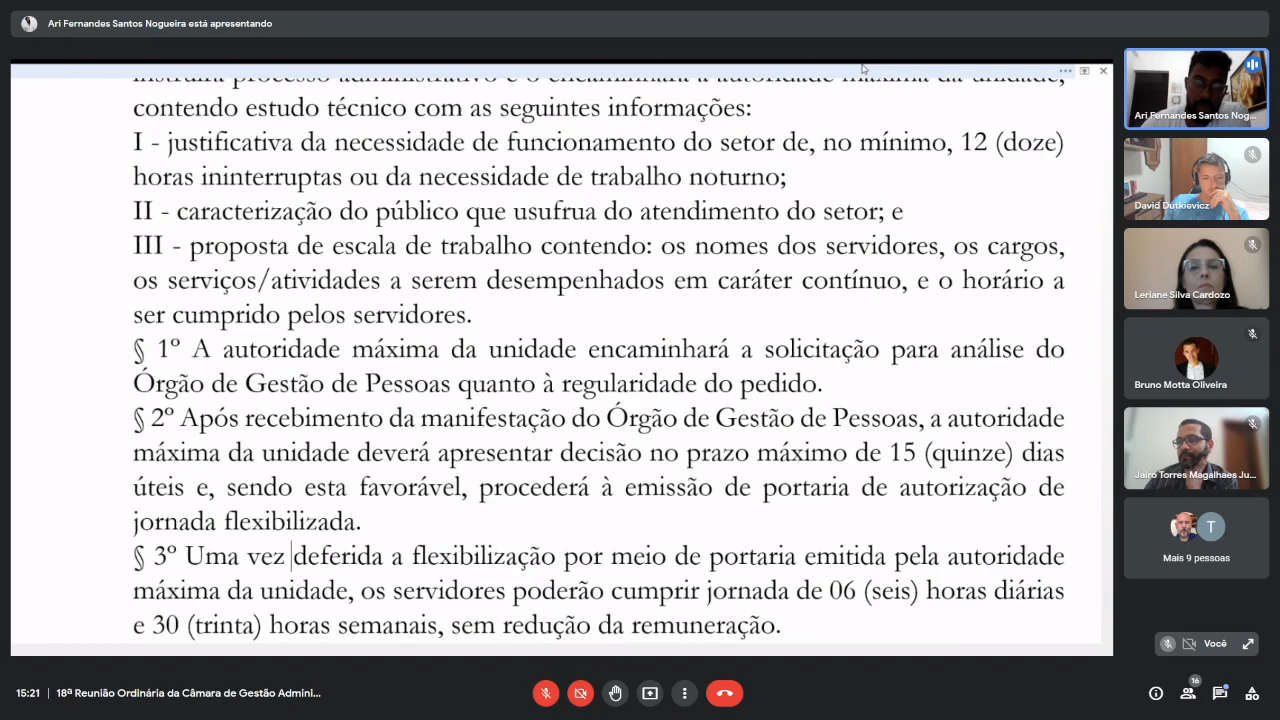 Ari Fernandes Santos Nogueira está apresentando
instruirá processo administrativo e o encaminhará à autoridade máxima da unidade,
contendo estudo técnico com as seguintes informações:
I - justificativa da necessidade de funcionamento do setor de, no mínimo, 12 (doze)
horas ininterruptas ou da necessidade de trabalho noturno;
II - caracterização do público que usufrua do atendimento do setor; e
III - proposta de escala de trabalho contendo: os nomes dos servidores, os cargos,
os serviços/atividades a serem desempenhados em caráter contínuo, e o horário a
ser cumprido pelos servidores.
§ 1º A autoridade máxima da unidade encaminhará a solicitação para análise do
Órgão de Gestão de Pessoas quanto à regularidade do pedido.
§ 2º Após recebimento da manifestação do Órgão de Gestão de Pessoas, a autoridade
máxima da unidade deverá apresentar decisão no prazo máximo de 15 (quinze) dias
úteis e, sendo esta favorável, procederá à emissão de portaria de autorização de
jornada flexibilizada.
§ 3º Uma vez deferida a flexibilização por meio de portaria emitida pela autoridade
máxima da unidade, os servidores poderão cumprir jornada de 06 (seis) horas diárias
e 30 (trinta) horas semanais, sem redução da remuneração.
Ari Fernandes Santos Nog...
David Dutkievicz
Leriane Silva Cardozo
Bruno Motta Oliveira
Jairo Torres Magalhaes Ju...
T
Mais 9 pessoas
Você
15:21 | 18ª Reunião Ordinária da Câmara de Gestão Admini...
16